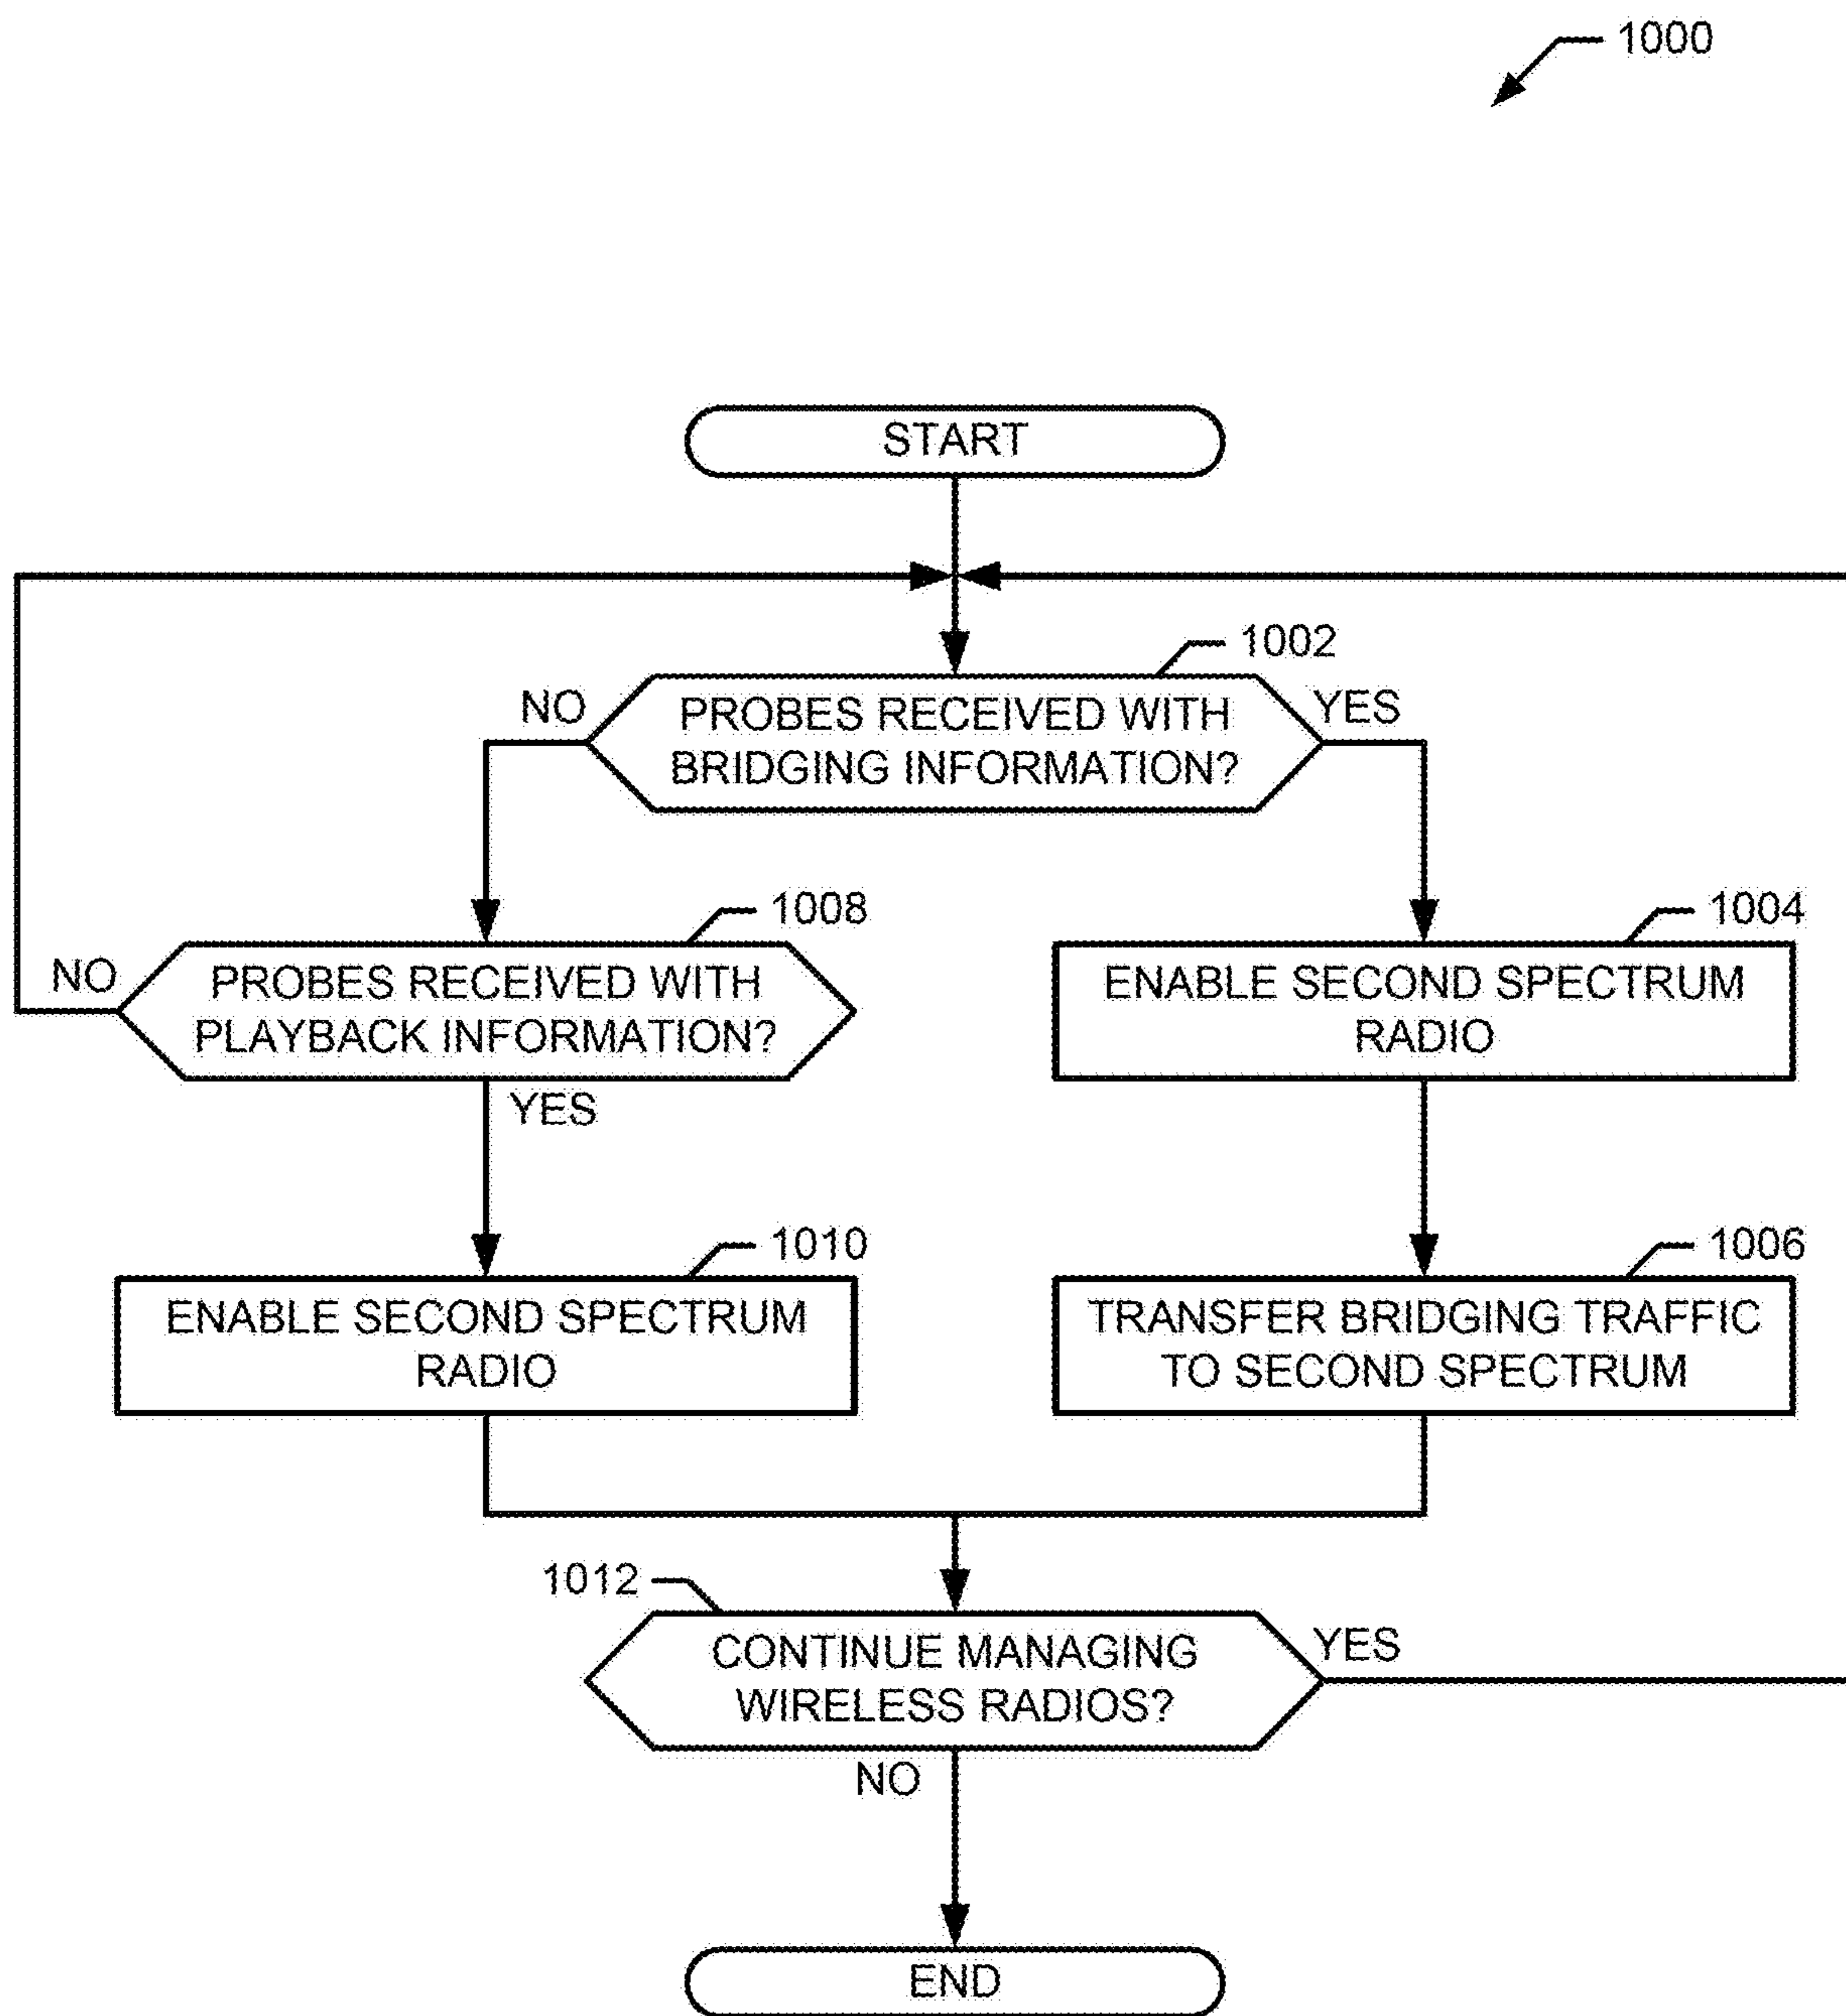 1000
START
1002
NO
PROBES RECEIVED WITH
BRIDGING INFORMATION?
YES
1008
NO
PROBES RECEIVED WITH
PLAYBACK INFORMATION?
YES
1004
ENABLE SECOND SPECTRUM
RADIO
1010
ENABLE SECOND SPECTRUM
RADIO
1006
TRANSFER BRIDGING TRAFFIC
TO SECOND SPECTRUM
1012
CONTINUE MANAGING
WIRELESS RADIOS?
YES
NO
END